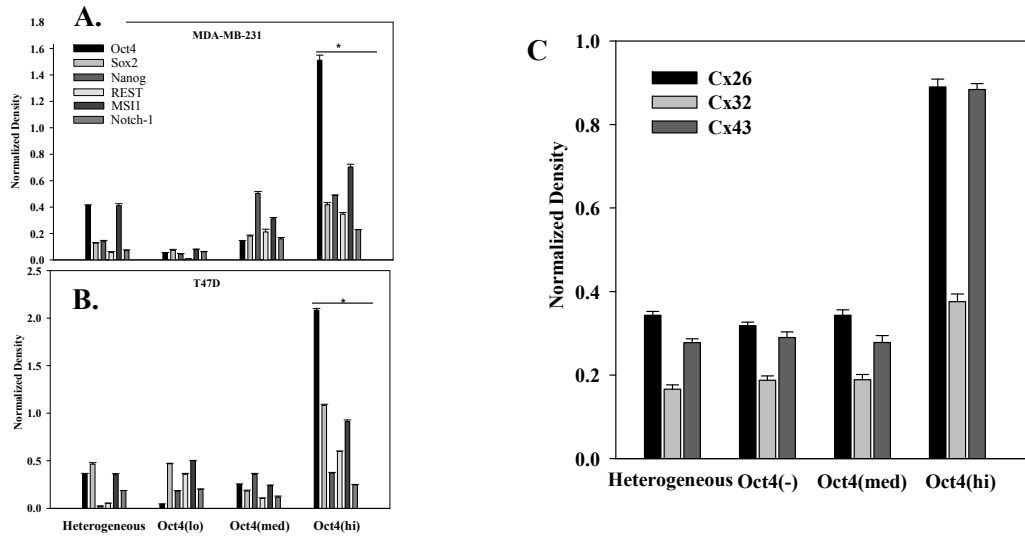 A.
MDA-MB-231
1.8
1.6
1.4
1.2
1.0
0.8
0.6
0.4
0.2
0.0
Normalized Density
Oct4
Sox2
Nanog
REST
MSI1
Notch-1
*
B.
T47D
2.5
2.0
1.5
1.0
0.5
0.0
Normalized Density
*
Heterogeneous Oct4(lo) Oct4(med) Oct4(hi)
C
1.0
0.8
0.6
0.4
0.2
0.0
Normalized Density
Cx26
Cx32
Cx43
Heterogeneous Oct4(-) Oct4(med) Oct4(hi)